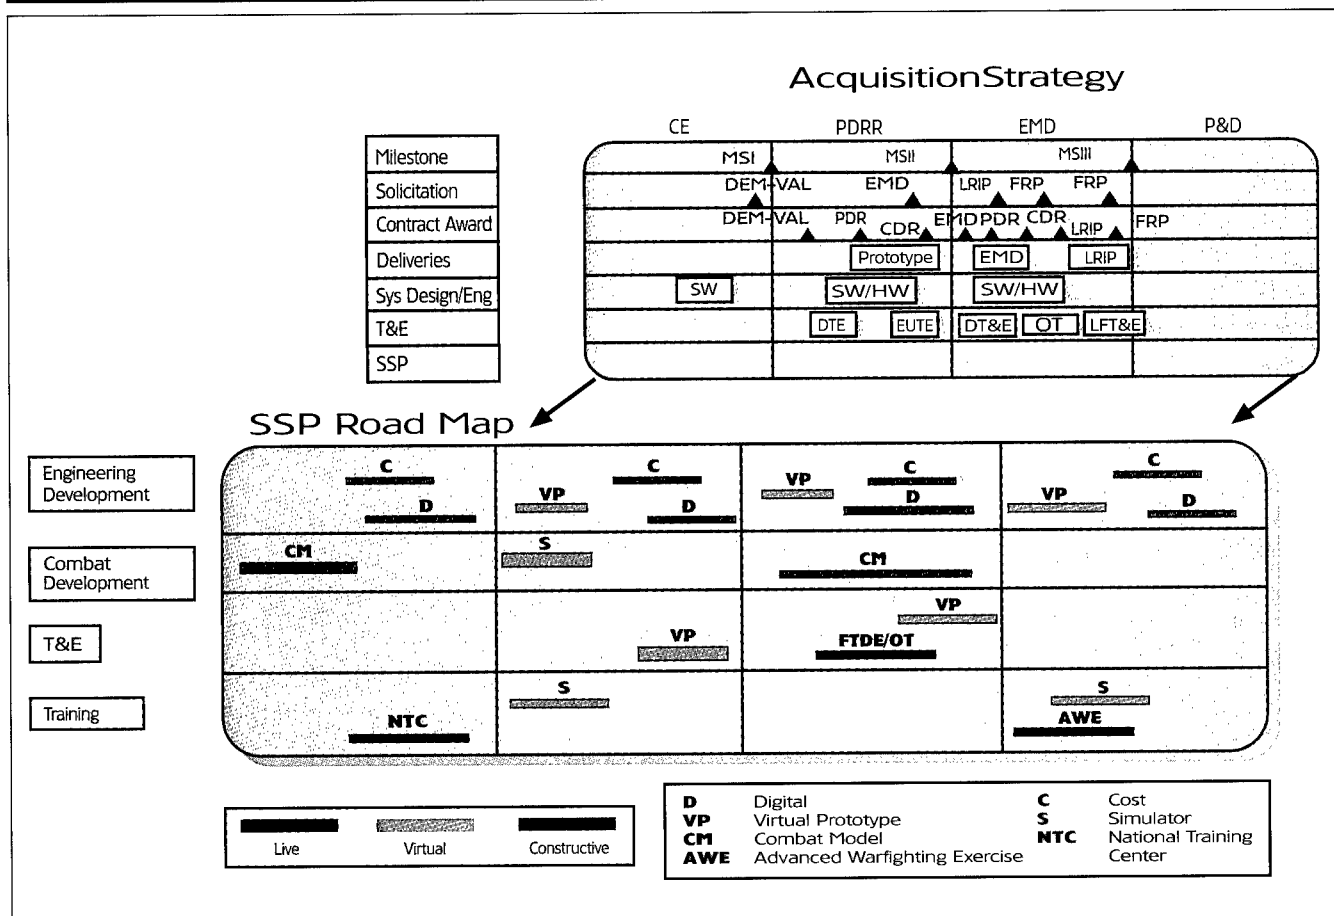 AcquisitionStrategy
CE PDRR EMD P&D
Milestone MSI MSII MSIII
Solicitation DEM-VAL EMD LRIP FRP FRP
Contract Award DEM-VAL PDR CDR EMD PDR CDR LRIP FRP
Deliveries Prototype EMD LRIP
Sys Design/Eng SW SW/HW SW/HW
T&E DTE EUTE DT&E OT LFT&E
SSP
SSP Road Map
Engineering
Development
C C VP C C
D VP D D VP D
Combat
Development
CM S CM
T&E
VP
VP FTDE/OT
Training
S S
NTC AWE
Live Virtual Constructive
D Digital C Cost
VP Virtual Prototype S Simulator
CM Combat Model NTC National Training
AWE Advanced Warfighting Exercise Center